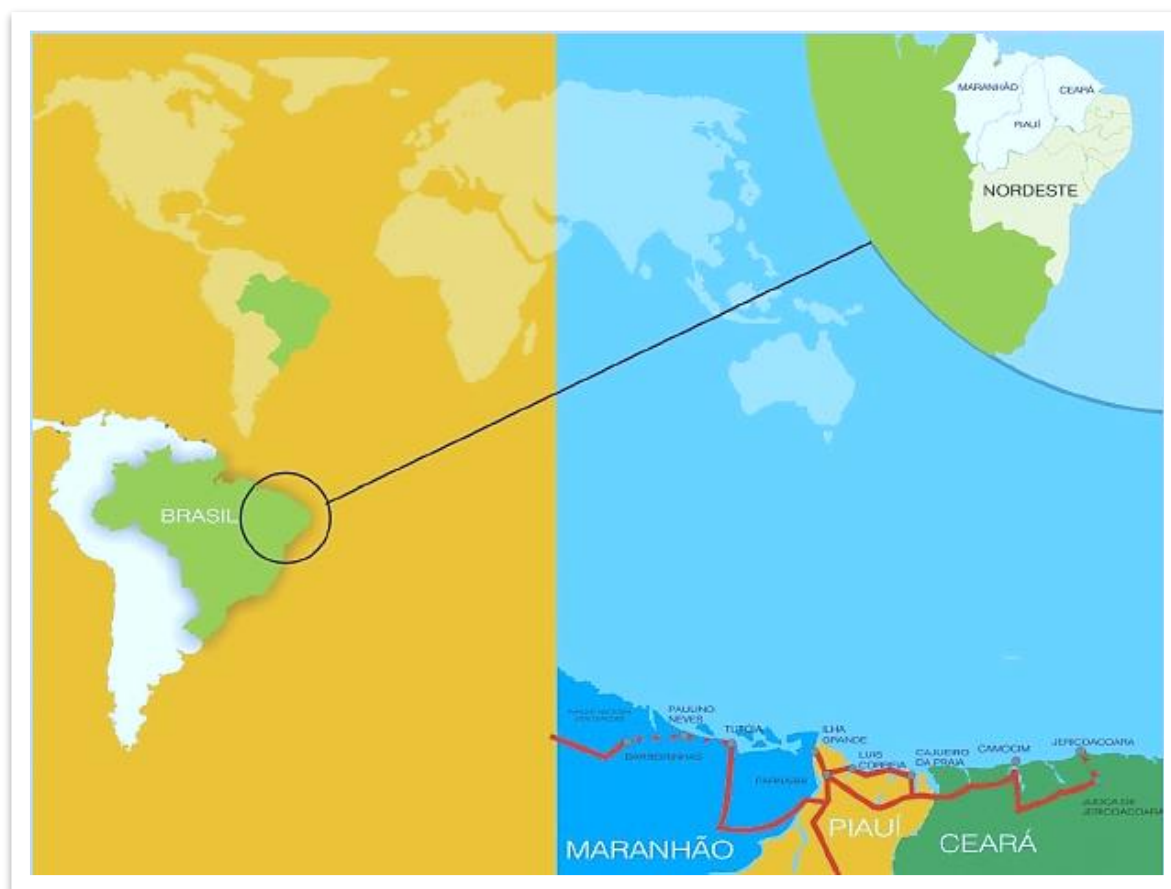 MARANHÃO
CEARÁ
PIAUÍ
NORDESTE
BRASIL
PAULINO
NEVES
TUTÓIA
ILHA
GRANDE
BARREIRINHAS
LUIS
CORREIA
CAJUEIRO
DA PRAIA
CAMOCIM
JERICOACOARA
PARNAÍBA
JIJOCA DE
JERICOACOARA
MARANHÃO
PIAUÍ
CEARÁ